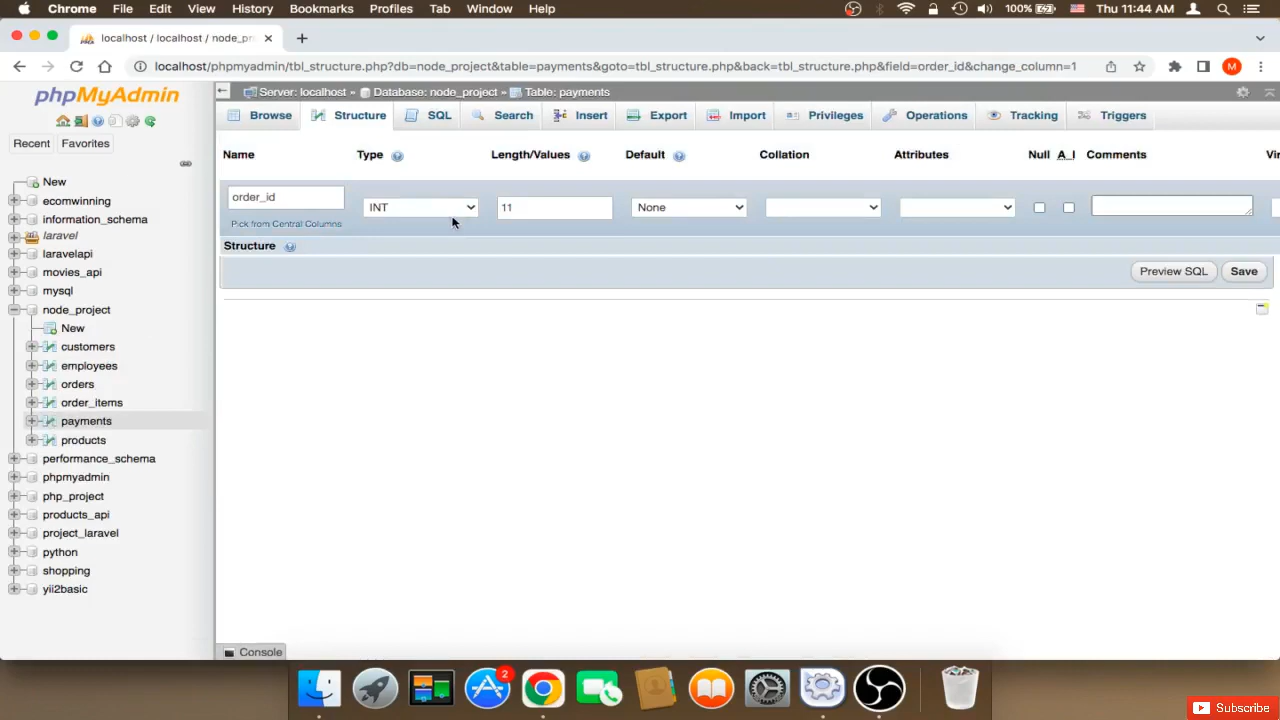 Chrome File Edit View History Bookmarks Profiles Tab Window Help 100% Thu 11:44 AM
localhost / localhost / node_pr
localhost/phpmyadmin/tbl_structure.php?db=node_project&table=payments&goto=tbl_structure.php&back=tbl_structure.php&field=order_id&change_column=1 M
phpMyAdmin
Recent Favorites
New
ecomwinning
information_schema
laravel
laravelapi
movies_api
mysql
node_project
New
customers
employees
orders
order_items
payments
products
performance_schema
phpmyadmin
php_project
products_api
project_laravel
python
shopping
yii2basic
Server: localhost » Database: node_project » Table: payments
Browse Structure SQL Search Insert Export Import Privileges Operations Tracking Triggers
Name Type Length/Values Default Collation Attributes Null A_I Comments Vir
order_id INT 11 None
Pick from Central Columns
Structure
Preview SQL Save
Console
2
Subscribe